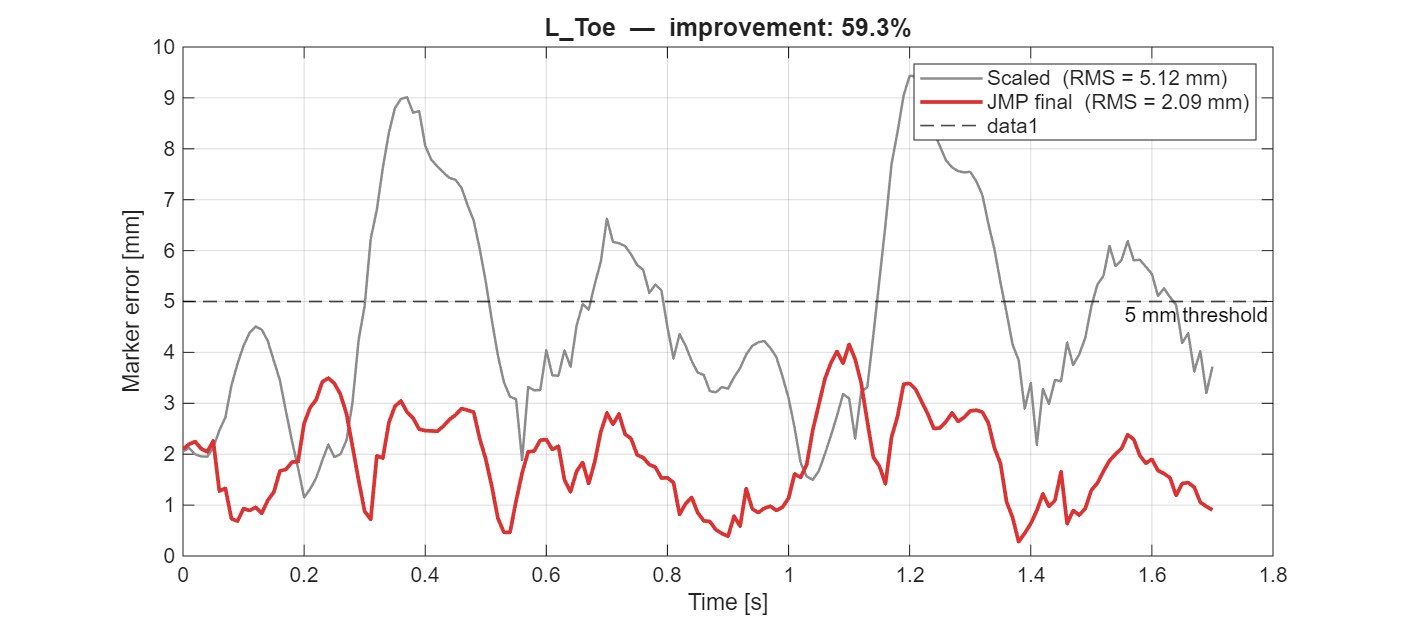 L_Toe — improvement: 59.3%
Scaled (RMS = 5.12 mm)
JMP final (RMS = 2.09 mm)
data1
5 mm threshold
Marker error [mm]
10
9
8
7
6
5
4
3
2
1
0
0 0.2 0.4 0.6 0.8 1 1.2 1.4 1.6 1.8
Time [s]